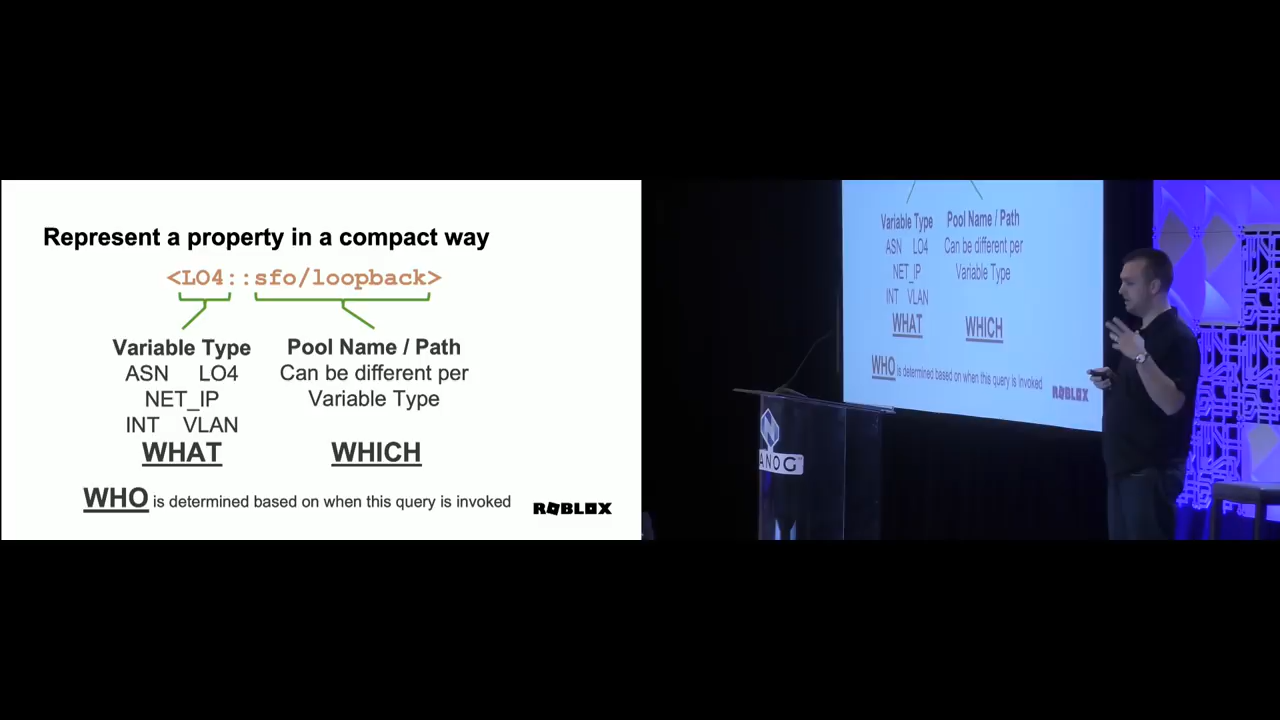 Represent a property in a compact way
<LO4::sfo/loopback>
Variable Type
ASN LO4
NET_IP
INT VLAN
WHAT
Pool Name / Path
Can be different per
Variable Type
WHICH
WHO is determined based on when this query is invoked
ROBLOX
Variable Type
ASN LO4
NET_IP
INT VLAN
WHAT
Pool Name / Path
Can be different per
Variable Type
WHICH
WHO is determined based on when this query is invoked
ROBLOX
N
ANOG